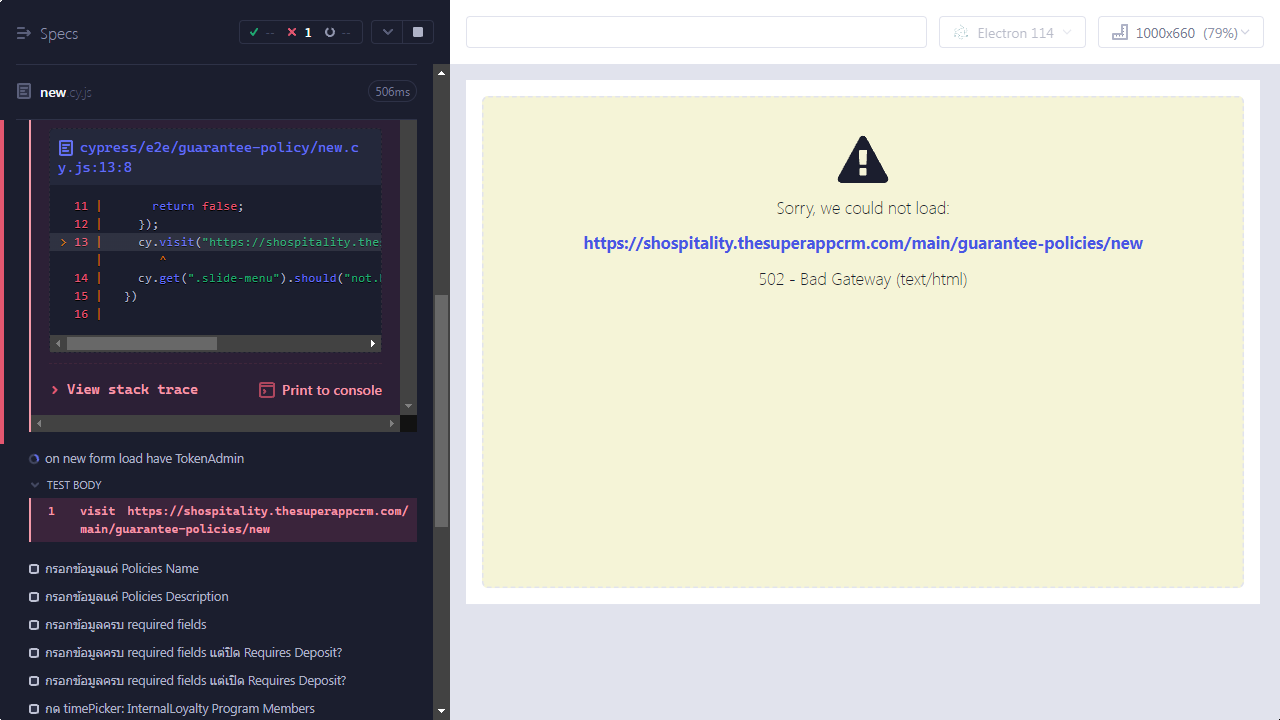 Specs
-- 1 --
new.cy.js
506ms
cypress/e2e/guarantee-policy/new.c
y.js:13:8
11 | return false;
12 | });
> 13 | cy.visit("https://shospitality.the
| ^
14 | cy.get(".slide-menu").should("not.
15 | })
16 |
View stack trace
Print to console
on new form load have TokenAdmin
TEST BODY
1 visit https://shospitality.thesuperappcrm.com/
main/guarantee-policies/new
กรอกข้อมูลแค่ Policies Name
กรอกข้อมูลแค่ Policies Description
กรอกข้อมูลครบ required fields
กรอกข้อมูลครบ required fields แต่ปิด Requires Deposit?
กรอกข้อมูลครบ required fields แต่เปิด Requires Deposit?
กด timePicker: InternalLoyalty Program Members
Electron 114
1000x660 (79%)
Sorry, we could not load:
https://shospitality.thesuperappcrm.com/main/guarantee-policies/new
502 - Bad Gateway (text/html)